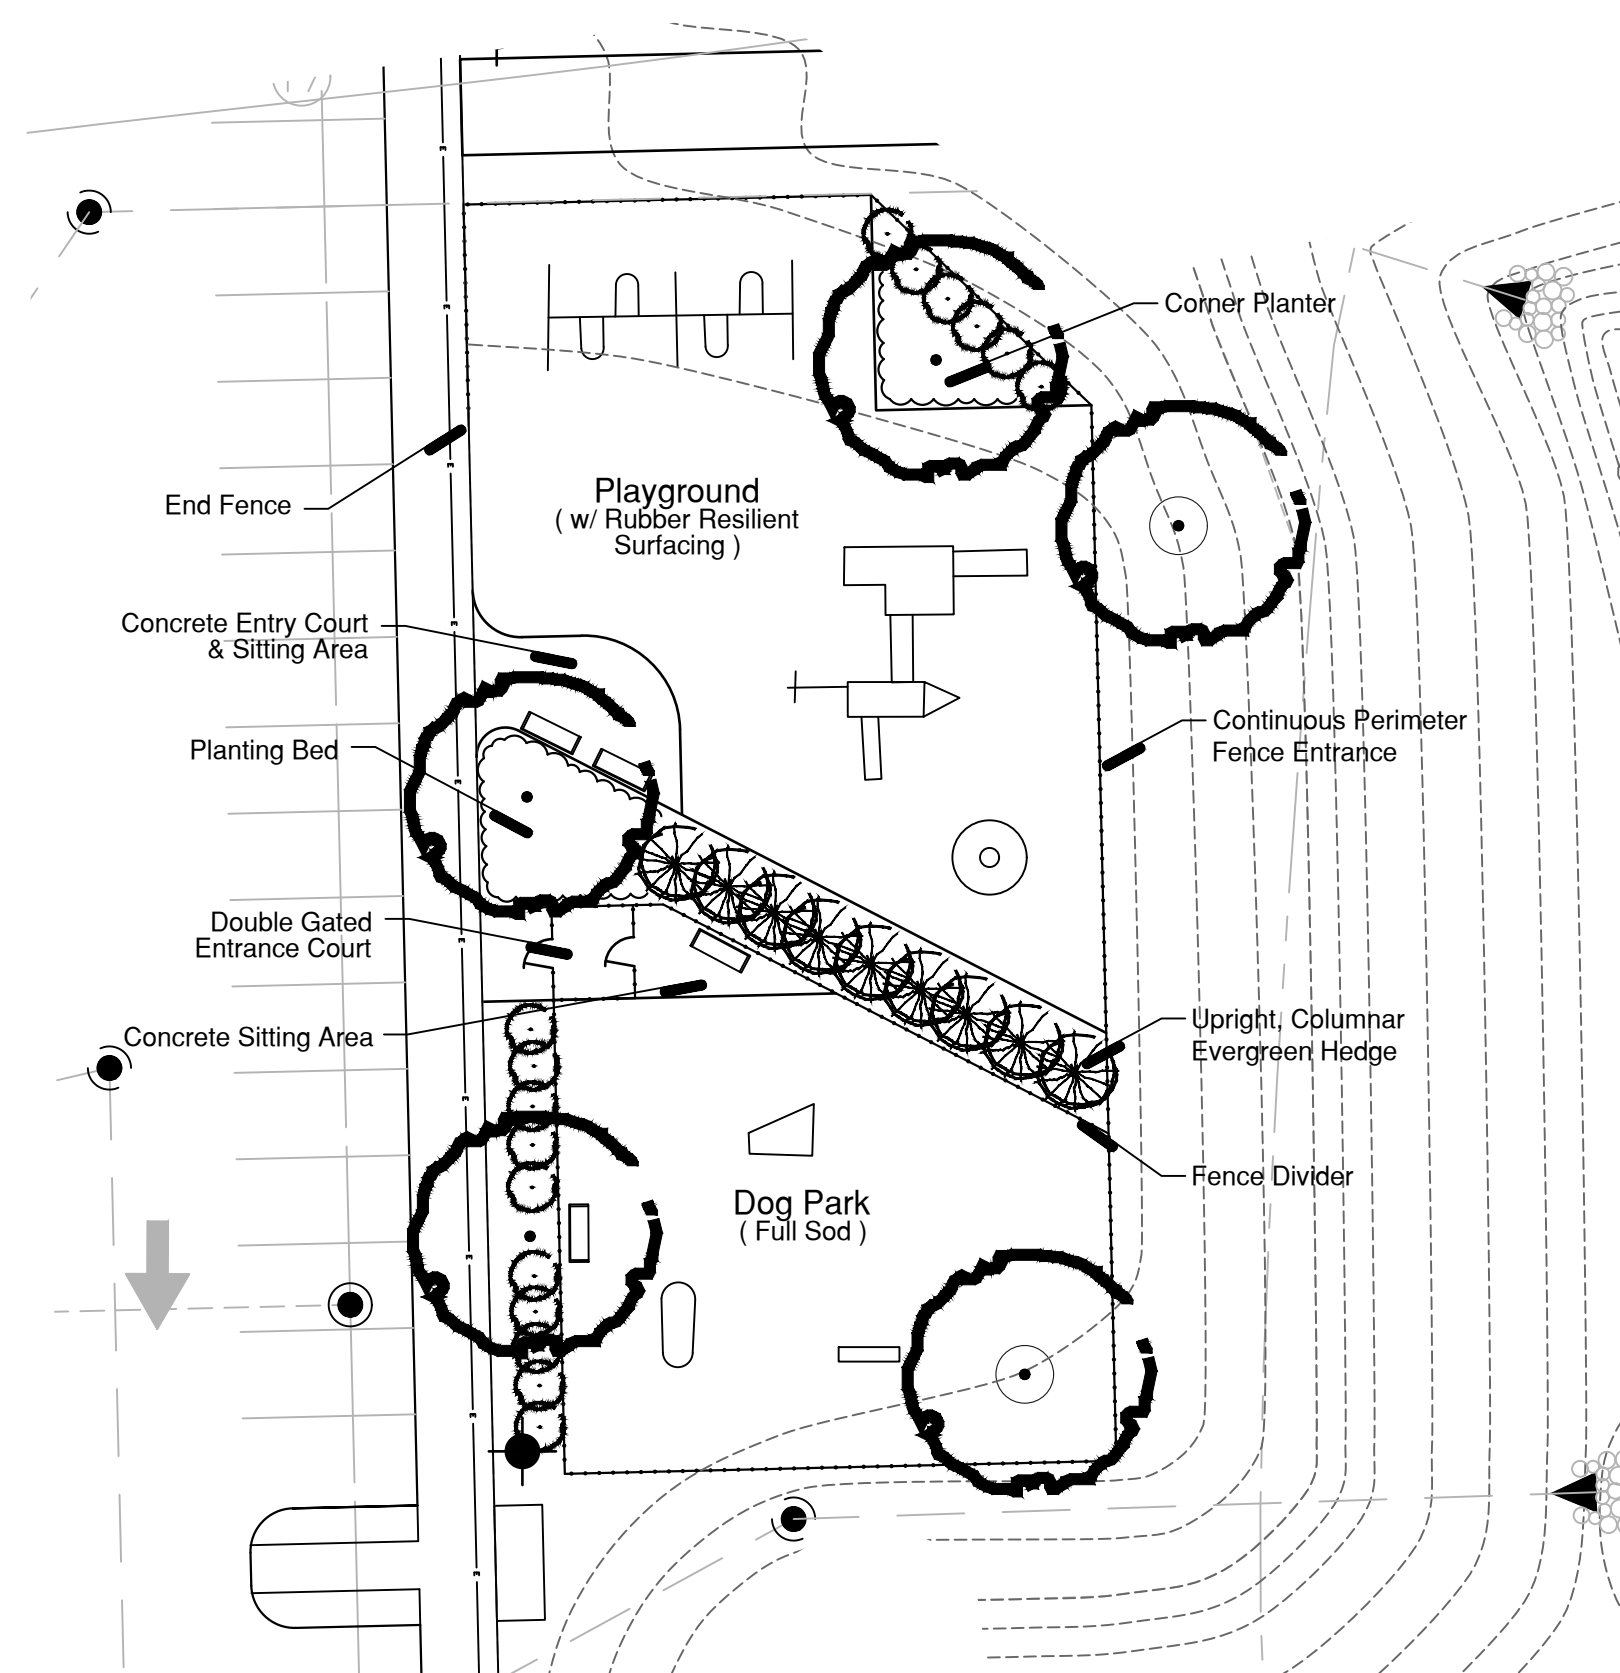 Corner Planter
Playground
( w/ Rubber Resilient
Surfacing )
End Fence
Concrete Entry Court
& Sitting Area
Continuous Perimeter
Fence Entrance
Planting Bed
Double Gated
Entrance Court
Concrete Sitting Area
Upright, Columnar
Evergreen Hedge
Fence Divider
Dog Park
( Full Sod )